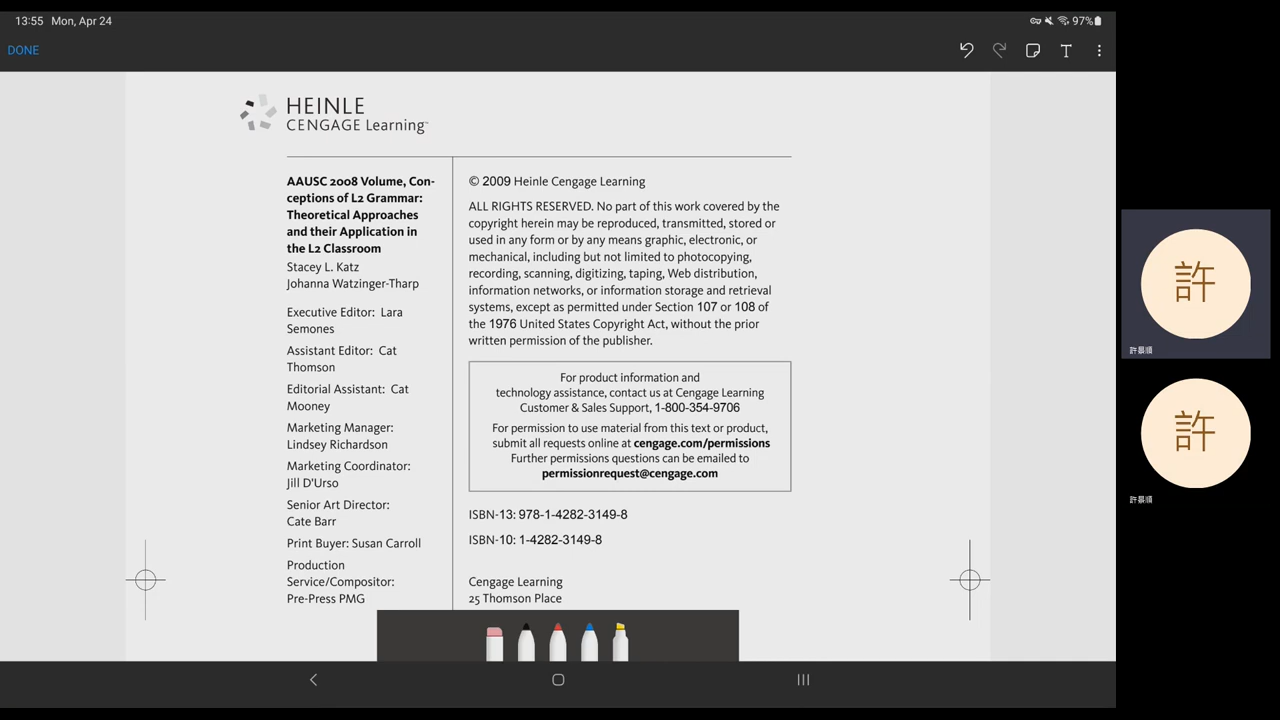 13:55 Mon, Apr 24
97%
DONE
T
HEINLE
CENGAGE Learning™
AAUSC 2008 Volume, Con-
ceptions of L2 Grammar:
Theoretical Approaches
and their Application in
the L2 Classroom
Stacey L. Katz
Johanna Watzinger-Tharp
Executive Editor: Lara
Semones
Assistant Editor: Cat
Thomson
Editorial Assistant: Cat
Mooney
Marketing Manager:
Lindsey Richardson
Marketing Coordinator:
Jill D'Urso
Senior Art Director:
Cate Barr
Print Buyer: Susan Carroll
Production
Service/Compositor:
Pre-Press PMG
© 2009 Heinle Cengage Learning
ALL RIGHTS RESERVED. No part of this work covered by the
copyright herein may be reproduced, transmitted, stored or
used in any form or by any means graphic, electronic, or
mechanical, including but not limited to photocopying,
recording, scanning, digitizing, taping, Web distribution,
information networks, or information storage and retrieval
systems, except as permitted under Section 107 or 108 of
the 1976 United States Copyright Act, without the prior
written permission of the publisher.
For product information and
technology assistance, contact us at Cengage Learning
Customer & Sales Support, 1-800-354-9706
For permission to use material from this text or product,
submit all requests online at cengage.com/permissions
Further permissions questions can be emailed to
permissionrequest@cengage.com
ISBN-13: 978-1-4282-3149-8
ISBN-10: 1-4282-3149-8
Cengage Learning
25 Thomson Place
許
許景順
許
許景順